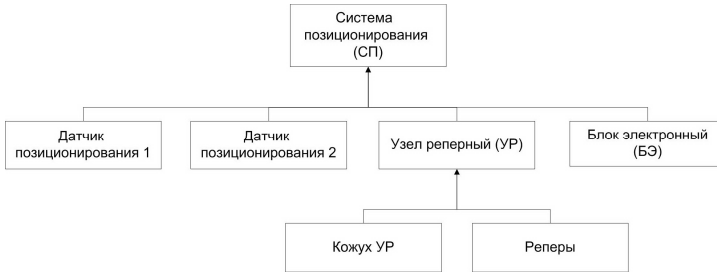 Система
позиционирования
(СП)
Датчик
позиционирования 1
Датчик
позиционирования 2
Узел реперный (УР)
Блок электронный
(БЭ)
Кожух УР
Реперы